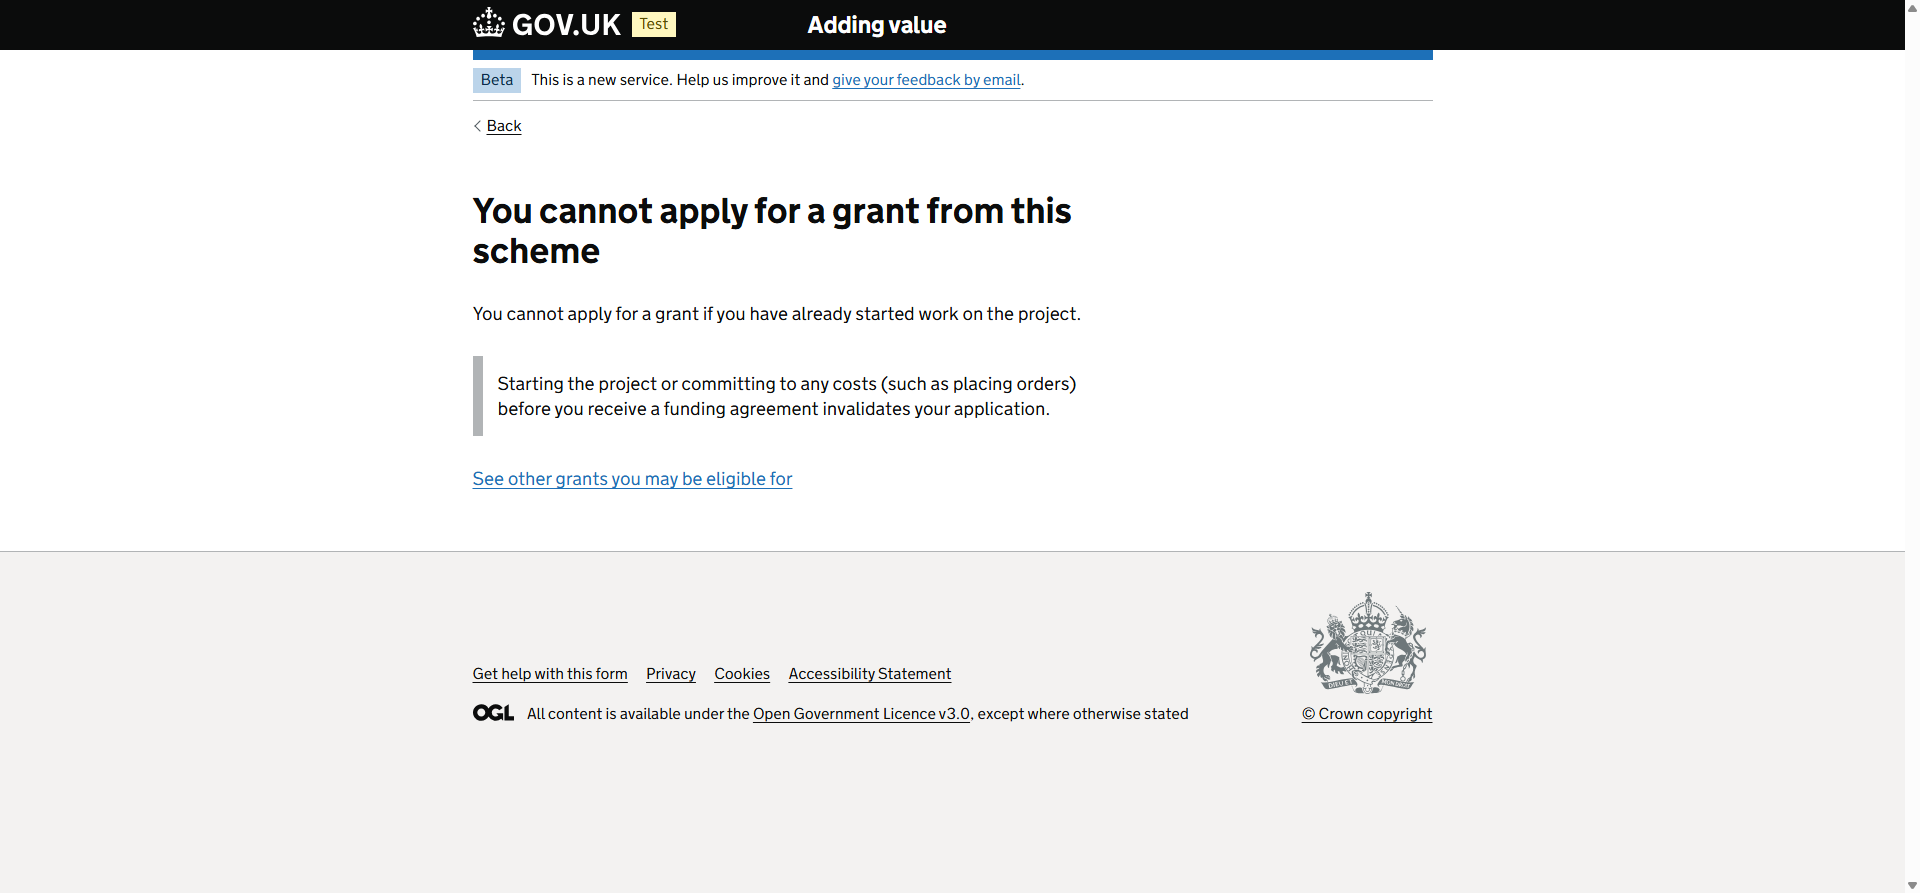 GOV.UK Test Adding value
Beta This is a new service. Help us improve it and give your feedback by email.
Back
You cannot apply for a grant from this
scheme
You cannot apply for a grant if you have already started work on the project.
Starting the project or committing to any costs (such as placing orders)
before you receive a funding agreement invalidates your application.
See other grants you may be eligible for
Get help with this form Privacy Cookies Accessibility Statement
OGL All content is available under the Open Government Licence v3.0, except where otherwise stated
© Crown copyright